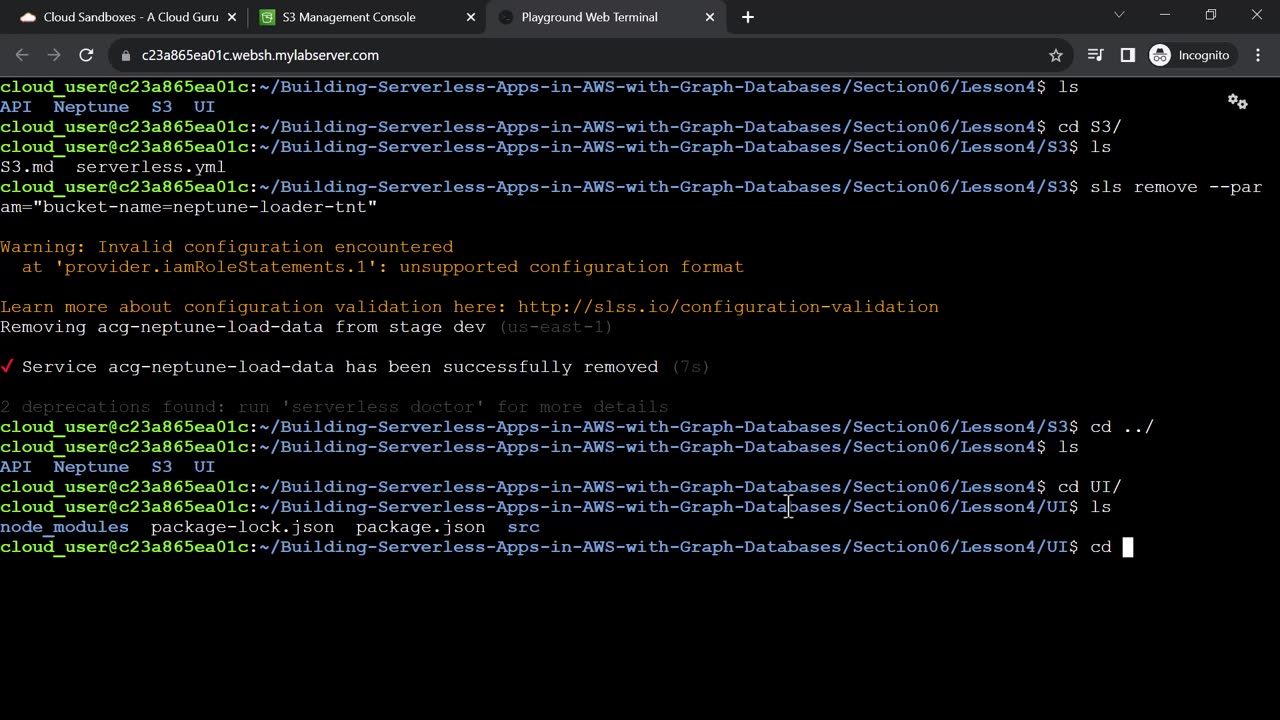 Cloud Sandboxes - A Cloud Guru
S3 Management Console
Playground Web Terminal
c23a865ea01c.websh.mylabserver.com
Incognito
cloud_user@c23a865ea01c:~/Building-Serverless-Apps-in-AWS-with-Graph-Databases/Section06/Lesson4$ ls
API  Neptune  S3  UI
cloud_user@c23a865ea01c:~/Building-Serverless-Apps-in-AWS-with-Graph-Databases/Section06/Lesson4$ cd S3/
cloud_user@c23a865ea01c:~/Building-Serverless-Apps-in-AWS-with-Graph-Databases/Section06/Lesson4/S3$ ls
S3.md  serverless.yml
cloud_user@c23a865ea01c:~/Building-Serverless-Apps-in-AWS-with-Graph-Databases/Section06/Lesson4/S3$ sls remove --par
am="bucket-name=neptune-loader-tnt"
Warning: Invalid configuration encountered
  at 'provider.iamRoleStatements.1': unsupported configuration format
Learn more about configuration validation here: http://slss.io/configuration-validation
Removing acg-neptune-load-data from stage dev (us-east-1)
✓ Service acg-neptune-load-data has been successfully removed (7s)
2 deprecations found: run 'serverless doctor' for more details
cloud_user@c23a865ea01c:~/Building-Serverless-Apps-in-AWS-with-Graph-Databases/Section06/Lesson4/S3$ cd ../
cloud_user@c23a865ea01c:~/Building-Serverless-Apps-in-AWS-with-Graph-Databases/Section06/Lesson4$ ls
API  Neptune  S3  UI
cloud_user@c23a865ea01c:~/Building-Serverless-Apps-in-AWS-with-Graph-Databases/Section06/Lesson4$ cd UI/
cloud_user@c23a865ea01c:~/Building-Serverless-Apps-in-AWS-with-Graph-Databases/Section06/Lesson4/UI$ ls
node_modules  package-lock.json  package.json  src
cloud_user@c23a865ea01c:~/Building-Serverless-Apps-in-AWS-with-Graph-Databases/Section06/Lesson4/UI$ cd